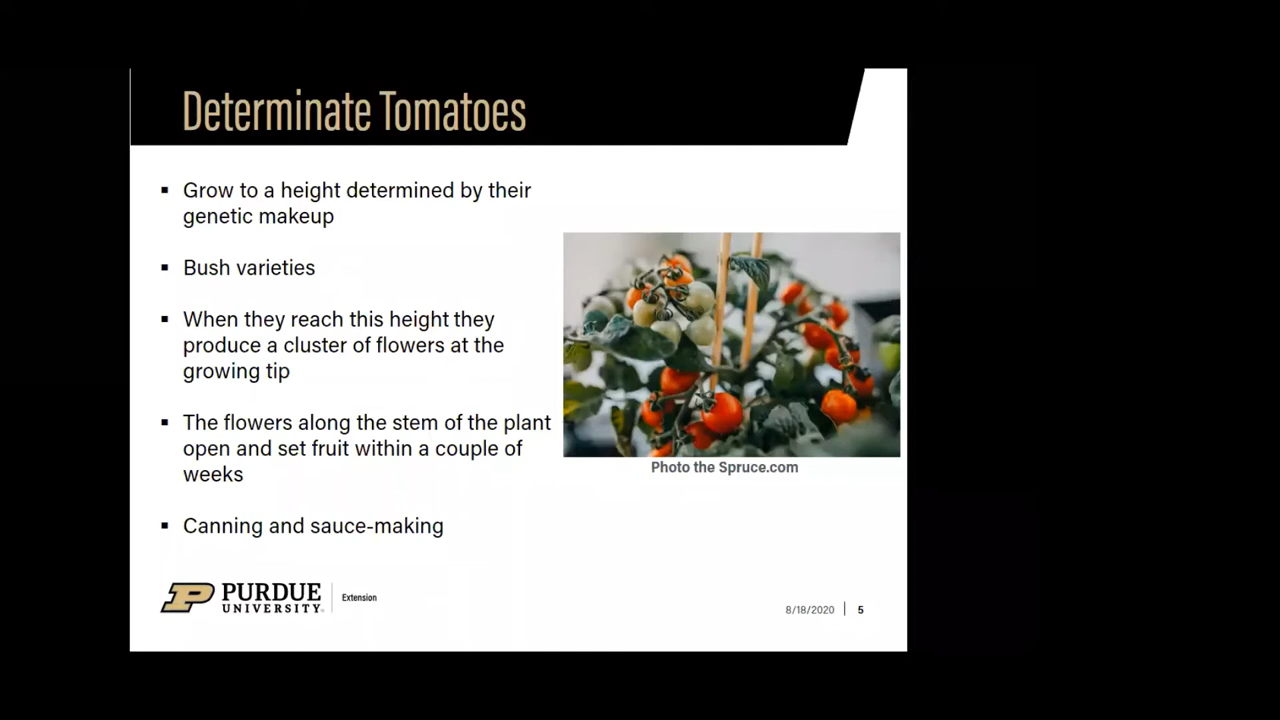 Determinate Tomatoes
▪ Grow to a height determined by their
genetic makeup
▪ Bush varieties
▪ When they reach this height they
produce a cluster of flowers at the
growing tip
▪ The flowers along the stem of the plant
open and set fruit within a couple of
weeks
▪ Canning and sauce-making
Photo the Spruce.com
P PURDUE
UNIVERSITY.
Extension
8/18/2020 | 5